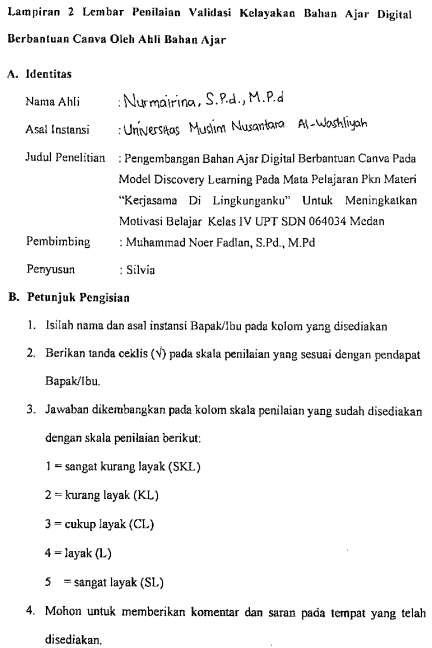 Lampiran 2 Lembar Penilaian Validasi Kelayakan Bahan Ajar Digital
Berbantuan Canva Oleh Ahli Bahan Ajar
A. Identitas
Nama Ahli : Nurmairina, S.Pd., M.Pd
Asal Instansi : Universitas Muslim Nusantara Al-Washliyah
Judul Penelitian : Pengembangan Bahan Ajar Digital Berbantuan Canva Pada
Model Discovery Learning Pada Mata Pelajaran Pkn Materi
"Kerjasama Di Lingkunganku" Untuk Meningkatkan
Motivasi Belajar Kelas IV UPT SDN 064034 Medan
Pembimbing : Muhammad Noer Fadlan, S.Pd., M.Pd
Penyusun : Silvia
B. Petunjuk Pengisian
1. Isilah nama dan asal instansi Bapak/Ibu pada kolom yang disediakan
2. Berikan tanda ceklis (√) pada skala penilaian yang sesuai dengan pendapat
Bapak/Ibu.
3. Jawaban dikembangkan pada kolom skala penilaian yang sudah disediakan
dengan skala penilaian berikut:
1 = sangat kurang layak (SKL)
2 = kurang layak (KL)
3 = cukup layak (CL)
4 = layak (L)
5 = sangat layak (SL)
4. Mohon untuk memberikan komentar dan saran pada tempat yang telah
disediakan.